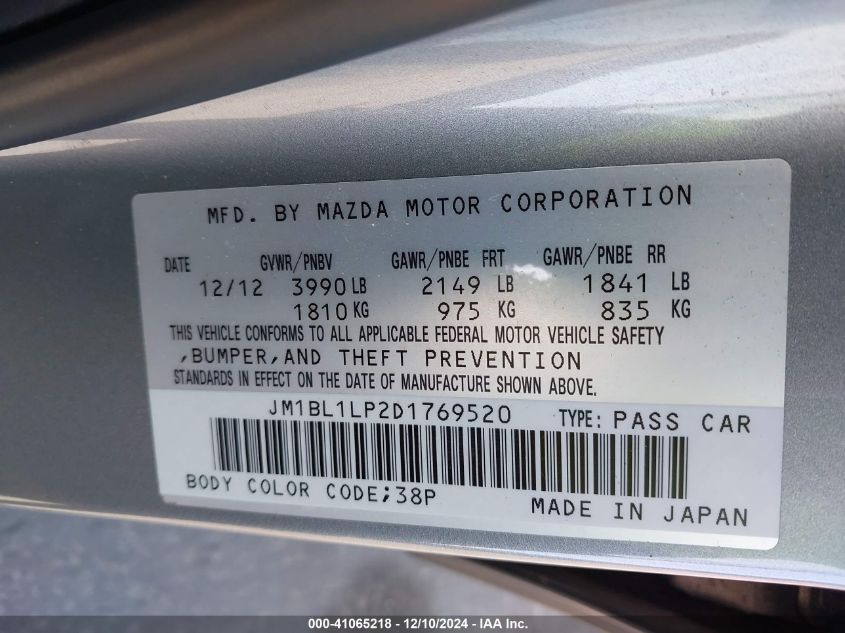 MFD. BY MAZDA MOTOR CORPORATION
DATE GVWR/PNBV GAWR/PNBE FRT GAWR/PNBE RR
12/12 3990 LB 2149 LB 1841 LB
1810 KG 975 KG 835 KG
THIS VEHICLE CONFORMS TO ALL APPLICABLE FEDERAL MOTOR VEHICLE SAFETY
,BUMPER,AND THEFT PREVENTION
STANDARDS IN EFFECT ON THE DATE OF MANUFACTURE SHOWN ABOVE.
JM1BL1LP2D1769520 TYPE: PASS CAR
BODY COLOR CODE;38P MADE IN JAPAN
000-41065218 - 12/10/2024 - IAA Inc.